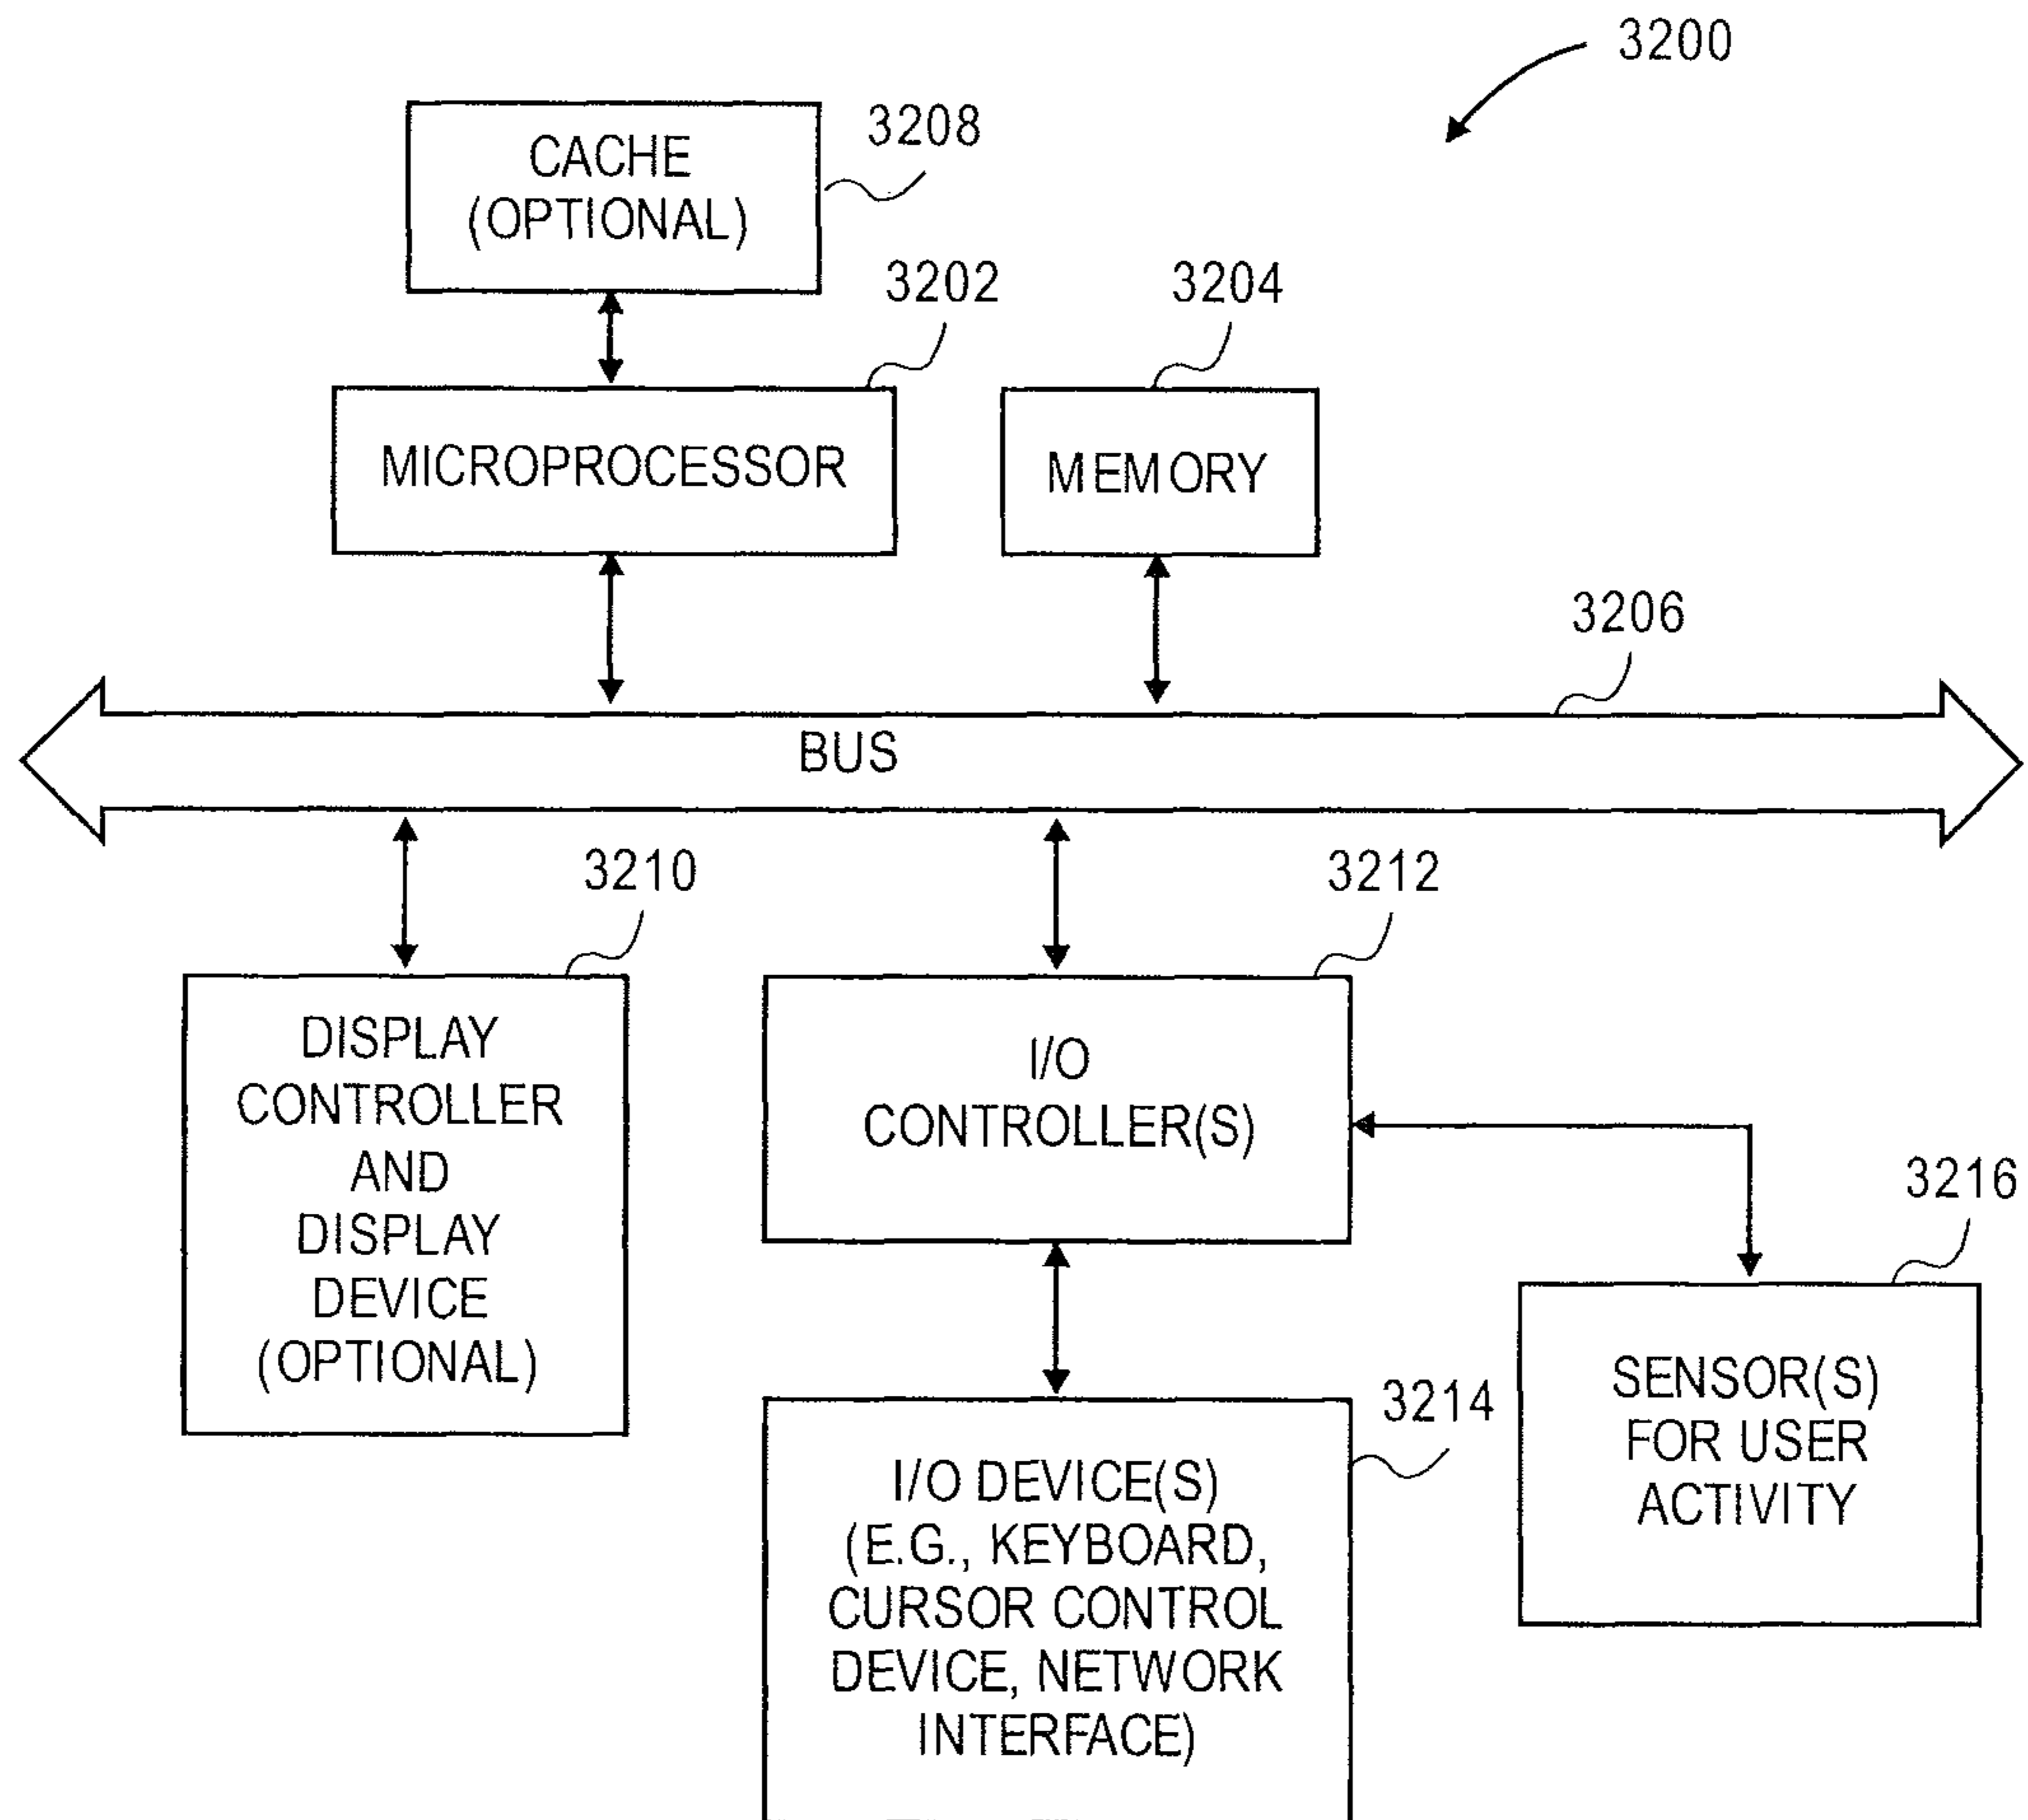 3200
CACHE
(OPTIONAL)
3208
3202
3204
MICROPROCESSOR
MEMORY
3206
BUS
3210
3212
DISPLAY
CONTROLLER
AND
DISPLAY
DEVICE
(OPTIONAL)
I/O
CONTROLLER(S)
3216
3214
SENSOR(S)
FOR USER
ACTIVITY
I/O DEVICE(S)
(E.G., KEYBOARD,
CURSOR CONTROL
DEVICE, NETWORK
INTERFACE)